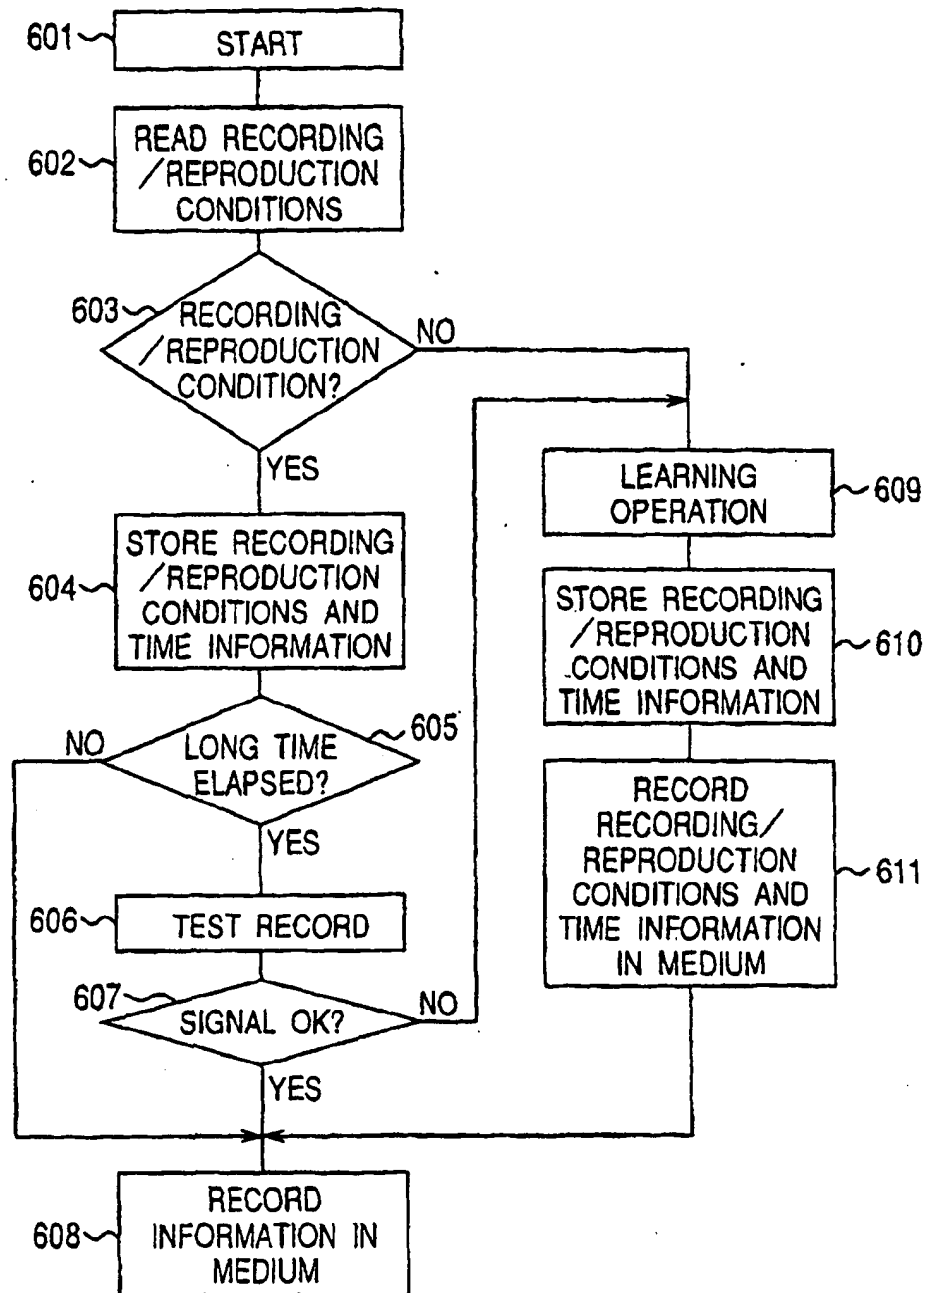 601
START
602
READ RECORDING
/REPRODUCTION
CONDITIONS
603
RECORDING
/REPRODUCTION
CONDITION?
NO
YES
604
STORE RECORDING
/REPRODUCTION
CONDITIONS AND
TIME INFORMATION
605
LONG TIME
ELAPSED?
NO
YES
606
TEST RECORD
607
SIGNAL OK?
NO
YES
608
RECORD
INFORMATION IN
MEDIUM
LEARNING
OPERATION
609
STORE RECORDING
/REPRODUCTION
CONDITIONS AND
TIME INFORMATION
610
RECORD
RECORDING/
REPRODUCTION
CONDITIONS AND
TIME INFORMATION
IN MEDIUM
611